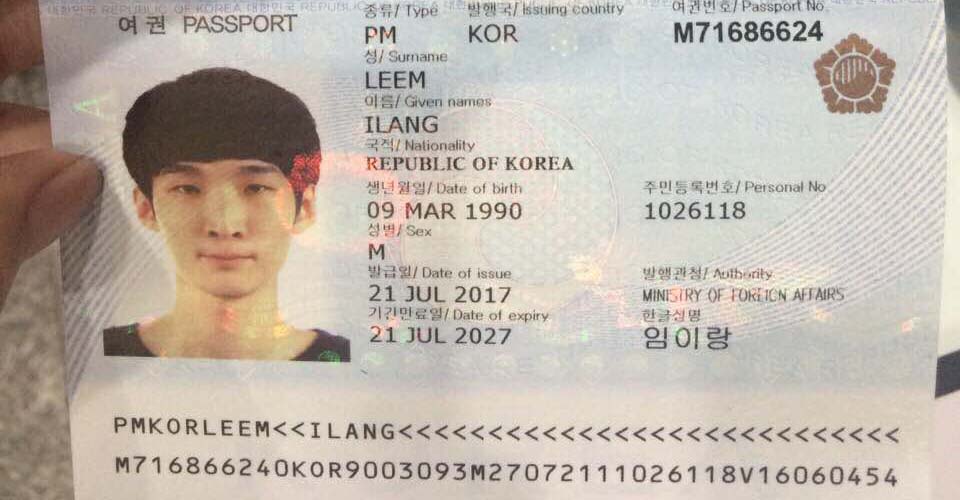 대한민국 REPUBLIC OF KOREA 대한민국 REPUBLIC OF KOREA
여권 PASSPORT
종류/ Type 발행국/ Issuing country 여권번호/ Passport No
PM KOR M71686624
성/ Surname
LEEM
이름/ Given names
ILANG
국적/ Nationality
REPUBLIC OF KOREA
생년월일/ Date of birth 주민등록번호/ Personal No
09 MAR 1990 1026118
성별/ Sex
M
발급일/ Date of issue 발행관청/ Authority
21 JUL 2017 MINISTRY OF FOREIGN AFFAIRS
기간만료일/ Date of expiry 한글성명
21 JUL 2027 임이랑
PMKORLEEM<<ILANG<<<<<<<<<<<<<<<<<<<<<<<<<<<<
M716866240KOR9003093M27072111026118V16060454